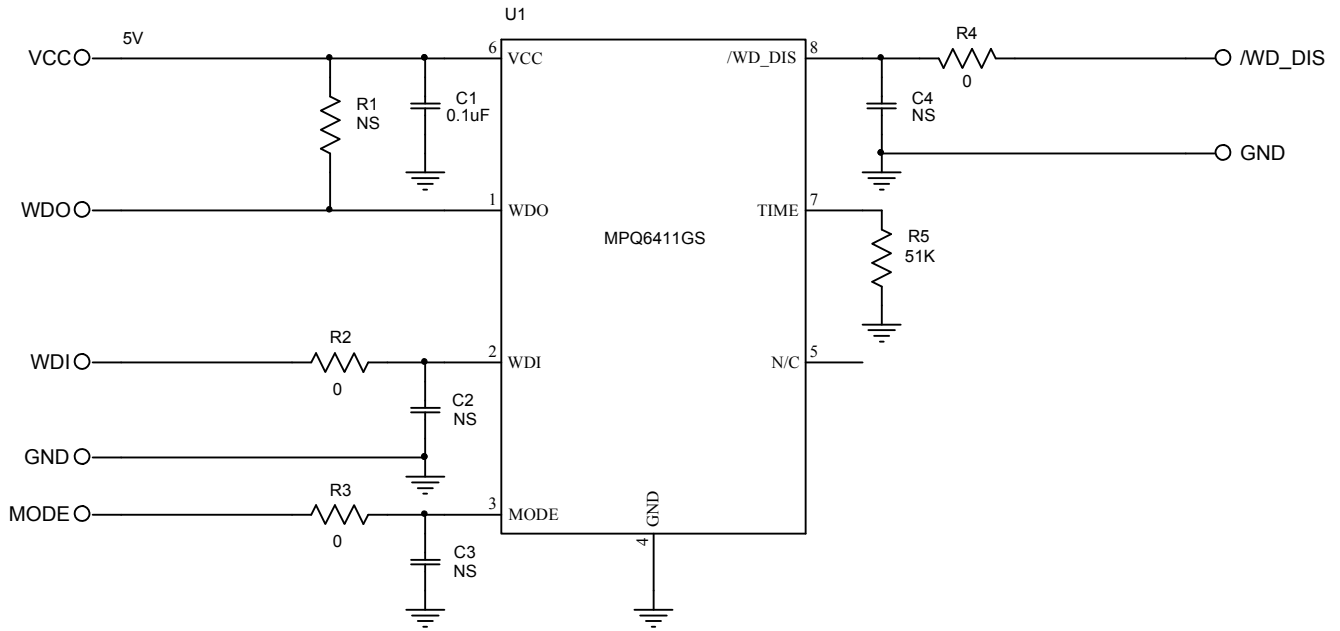 U1
5V
VCC
6
VCC
/WD_DIS
8
R4
0
/WD_DIS
R1
NS
C1
0.1uF
C4
NS
GND
WDO
1
WDO
TIME
7
MPQ6411GS
R5
51K
WDI
R2
0
2
WDI
N/C
5
C2
NS
GND
MODE
R3
0
3
MODE
GND
4
C3
NS